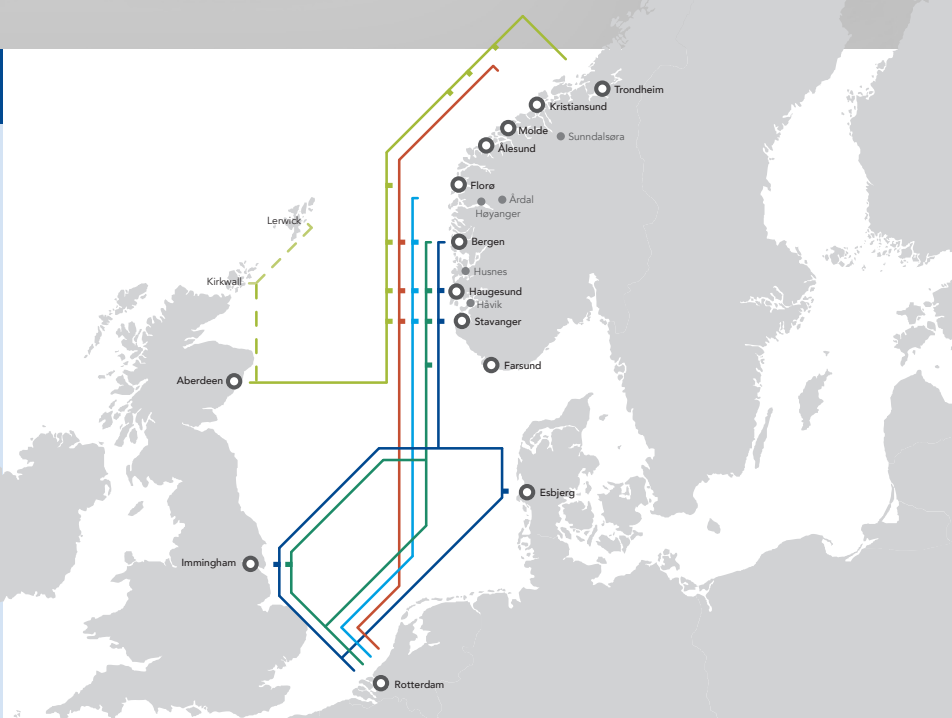 Trondheim
Kristiansund
Molde
Sunndalsøra
Ålesund
Florø
Årdal
Høyanger
Lerwick
Bergen
Husnes
Kirkwall
Haugesund
Håvik
Stavanger
Farsund
Aberdeen
Esbjerg
Immingham
Rotterdam